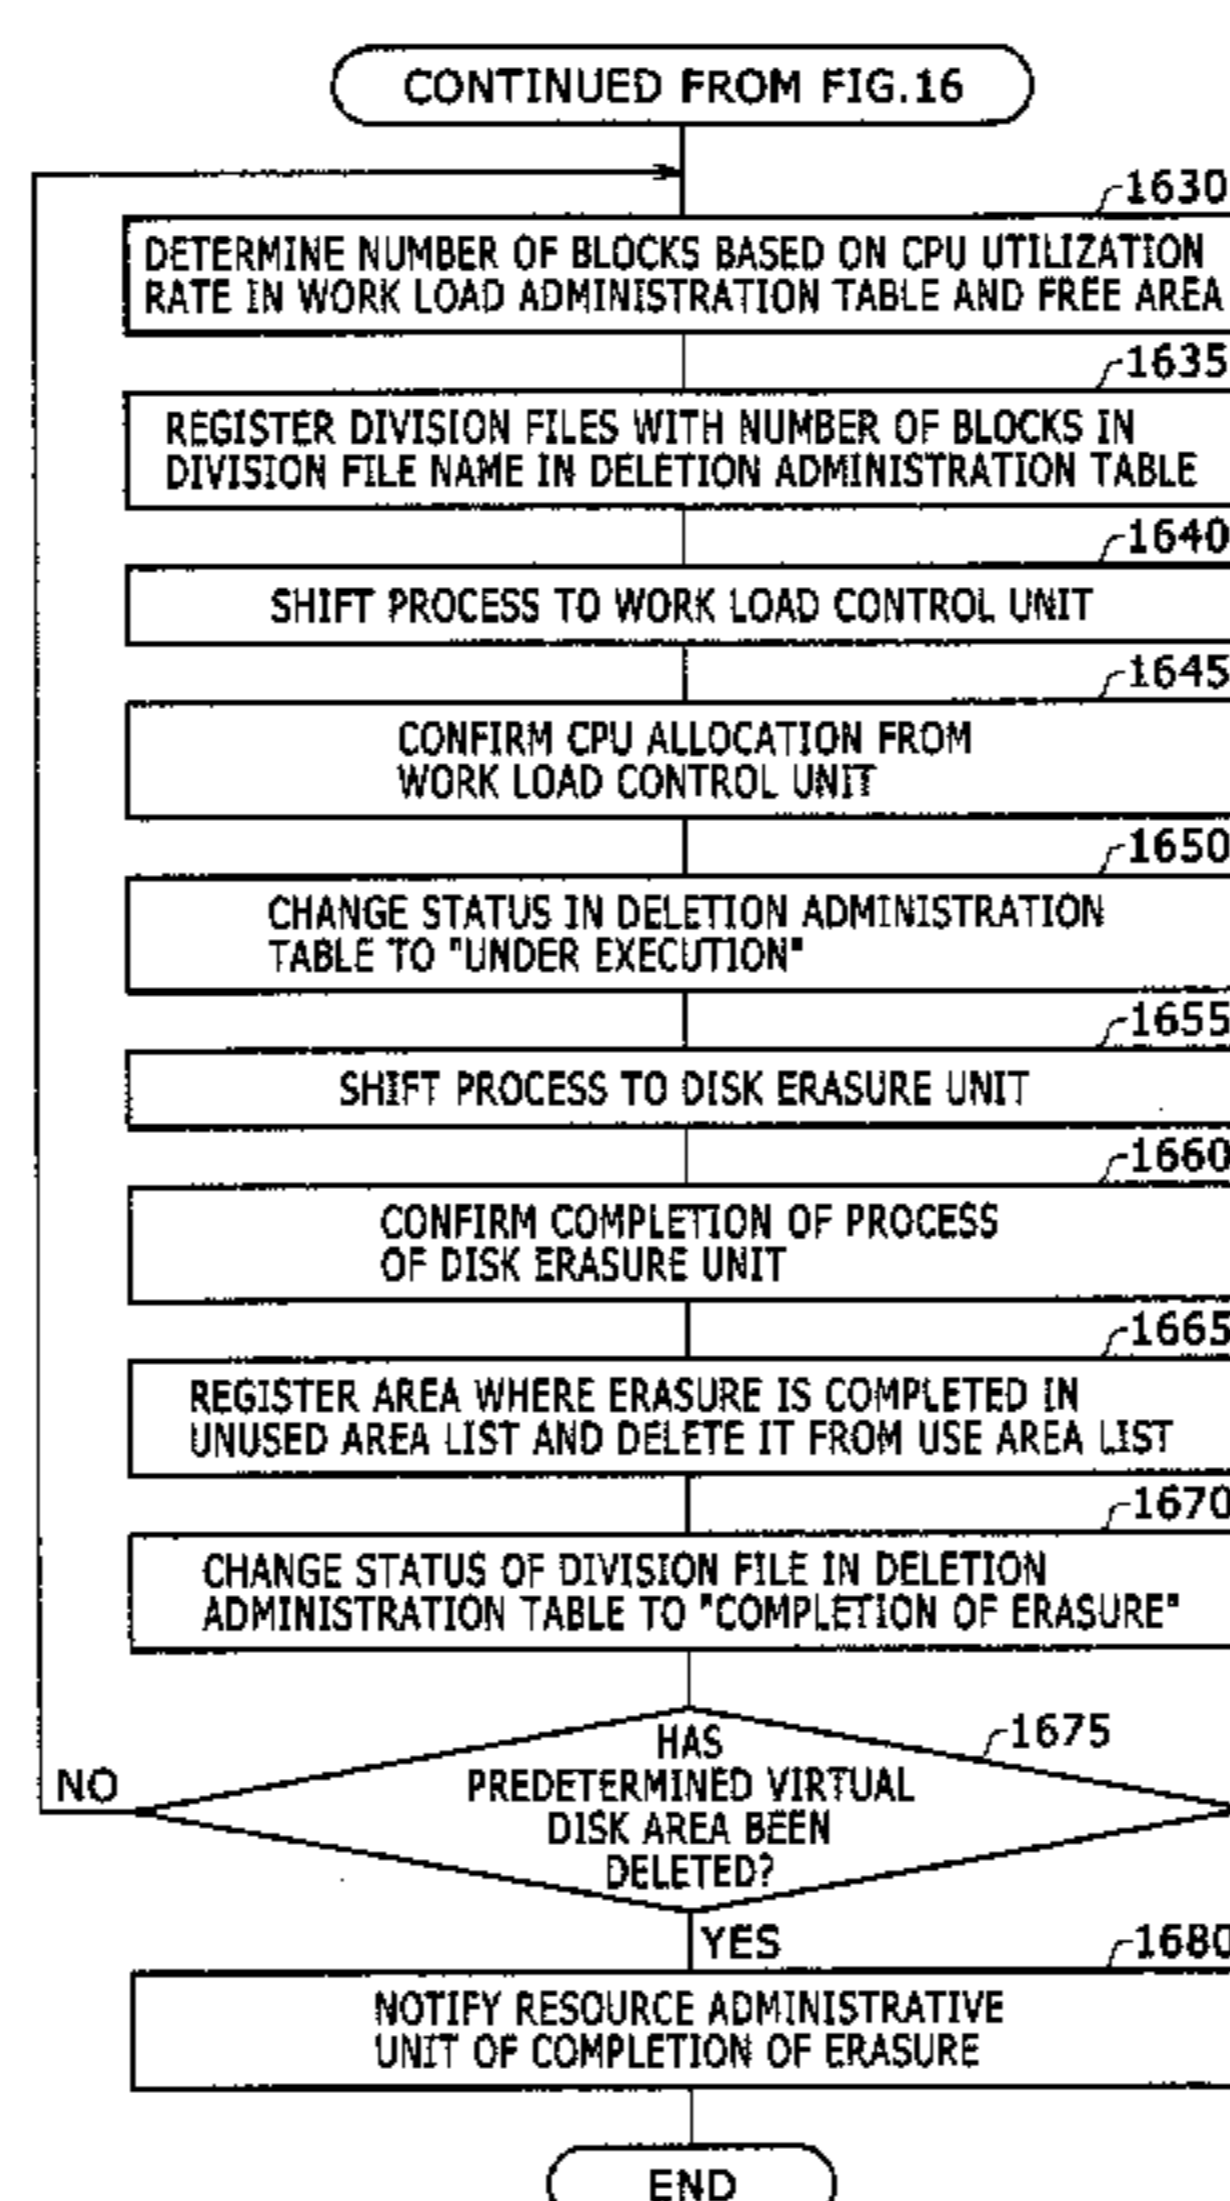 CONTINUED FROM FIG.16
1630
DETERMINE NUMBER OF BLOCKS BASED ON CPU UTILIZATION
RATE IN WORK LOAD ADMINISTRATION TABLE AND FREE AREA
1635
REGISTER DIVISION FILES WITH NUMBER OF BLOCKS IN
DIVISION FILE NAME IN DELETION ADMINISTRATION TABLE
1640
SHIFT PROCESS TO WORK LOAD CONTROL UNIT
1645
CONFIRM CPU ALLOCATION FROM
WORK LOAD CONTROL UNIT
1650
CHANGE STATUS IN DELETION ADMINISTRATION
TABLE TO "UNDER EXECUTION"
1655
SHIFT PROCESS TO DISK ERASURE UNIT
1660
CONFIRM COMPLETION OF PROCESS
OF DISK ERASURE UNIT
1665
REGISTER AREA WHERE ERASURE IS COMPLETED IN
UNUSED AREA LIST AND DELETE IT FROM USE AREA LIST
1670
CHANGE STATUS OF DIVISION FILE IN DELETION
ADMINISTRATION TABLE TO "COMPLETION OF ERASURE"
1675
HAS
PREDETERMINED VIRTUAL
DISK AREA BEEN
DELETED?
NO
YES
1680
NOTIFY RESOURCE ADMINISTRATIVE
UNIT OF COMPLETION OF ERASURE
END